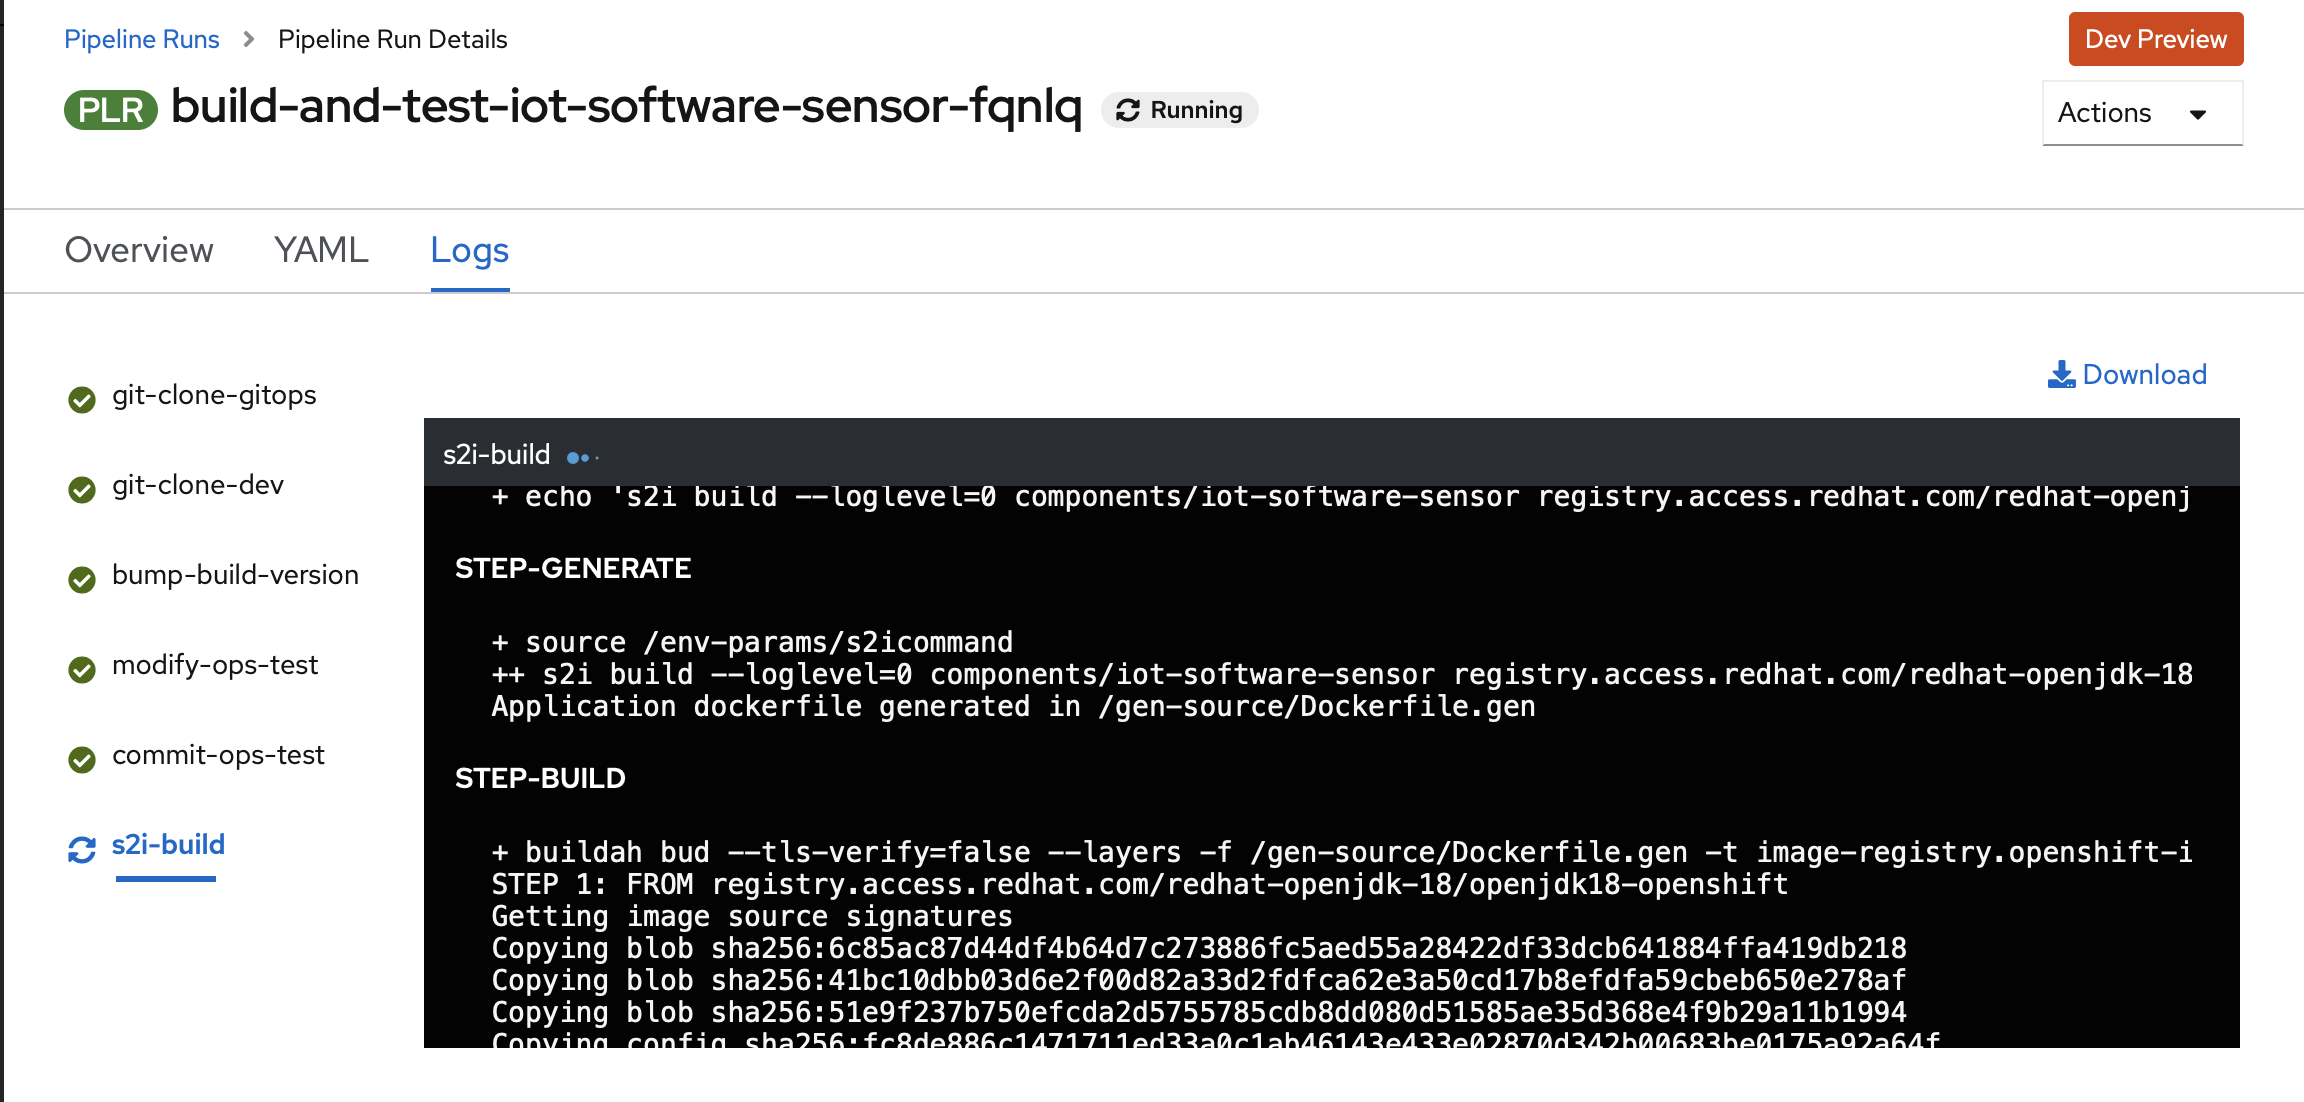 Pipeline Runs > Pipeline Run Details
Dev Preview
PLR build-and-test-iot-software-sensor-fqnlq Running
Actions
Overview YAML Logs
Download
git-clone-gitops
git-clone-dev
bump-build-version
modify-ops-test
commit-ops-test
s2i-build
s2i-build
+ echo 's2i build --loglevel=0 components/iot-software-sensor registry.access.redhat.com/redhat-openj
STEP-GENERATE
+ source /env-params/s2icommand
++ s2i build --loglevel=0 components/iot-software-sensor registry.access.redhat.com/redhat-openjdk-18
Application dockerfile generated in /gen-source/Dockerfile.gen
STEP-BUILD
+ buildah bud --tls-verify=false --layers -f /gen-source/Dockerfile.gen -t image-registry.openshift-i
STEP 1: FROM registry.access.redhat.com/redhat-openjdk-18/openjdk18-openshift
Getting image source signatures
Copying blob sha256:6c85ac87d44df4b64d7c273886fc5aed55a28422df33dcb641884ffa419db218
Copying blob sha256:41bc10dbb03d6e2f00d82a33d2fdfca62e3a50cd17b8efdfa59cbeb650e278af
Copying blob sha256:51e9f237b750efcda2d5755785cdb8dd080d51585ae35d368e4f9b29a11b1994
Copying config sha256:fc8de886c1471711ed33a0c1ab46143e433e02870d342b00683be0175a92a64f